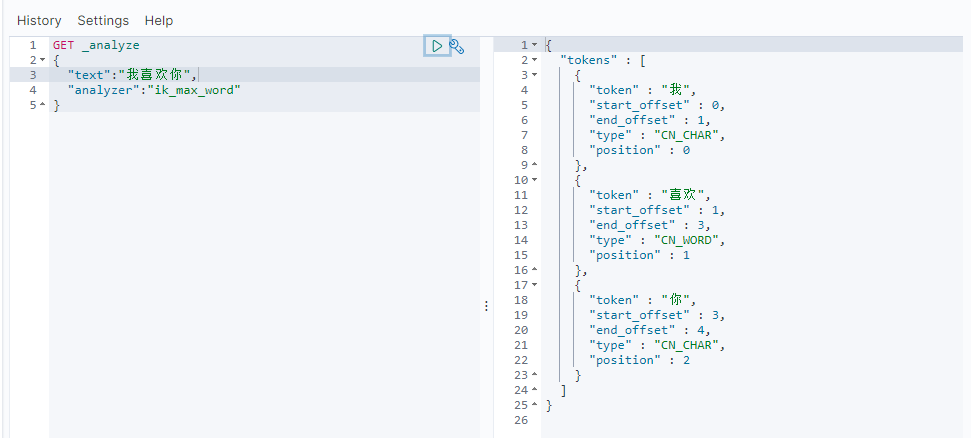 History Settings Help
1 GET _analyze
2 {
3 "text":"我喜欢你",
4 "analyzer":"ik_max_word"
5 }
1 {
2 "tokens" : [
3 {
4 "token" : "我",
5 "start_offset" : 0,
6 "end_offset" : 1,
7 "type" : "CN_CHAR",
8 "position" : 0
9 },
10 {
11 "token" : "喜欢",
12 "start_offset" : 1,
13 "end_offset" : 3,
14 "type" : "CN_WORD",
15 "position" : 1
16 },
17 {
18 "token" : "你",
19 "start_offset" : 3,
20 "end_offset" : 4,
21 "type" : "CN_CHAR",
22 "position" : 2
23 }
24 ]
25 }
26